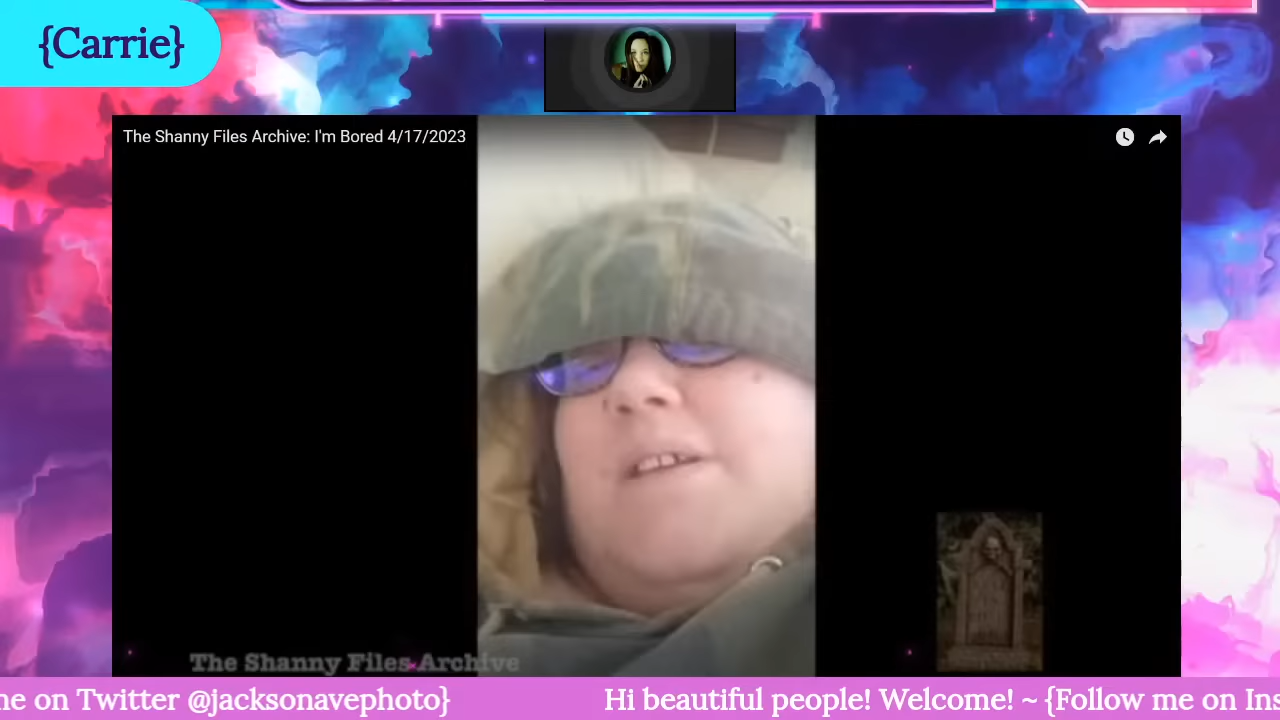 {Carrie}
The Shanny Files Archive: I'm Bored 4/17/2023
The Shanny Files Archive
me on Twitter @jacksonavephoto} Hi beautiful people! Welcome! ~ {Follow me on Ins